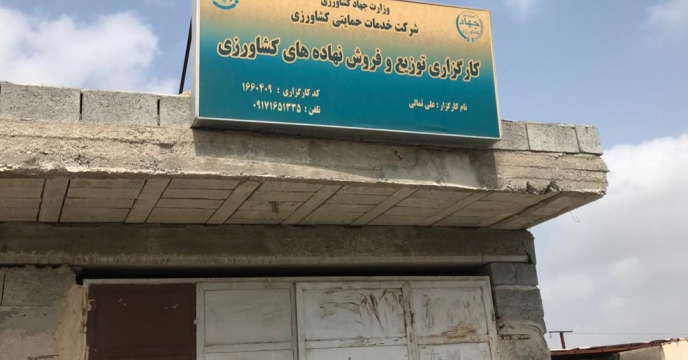 وزارت جهاد کشاورزی
شرکت خدمات حمایتی کشاورزی
جهاد
کارگزاری توزیع و فروش نهاده های کشاورزی
کد کارگزاری : ۱۶۶۰۴۰۹
نام کارگزار : علی تمالی
تلفن : ۰۹۱۷۱۶۵۱۳۳۵